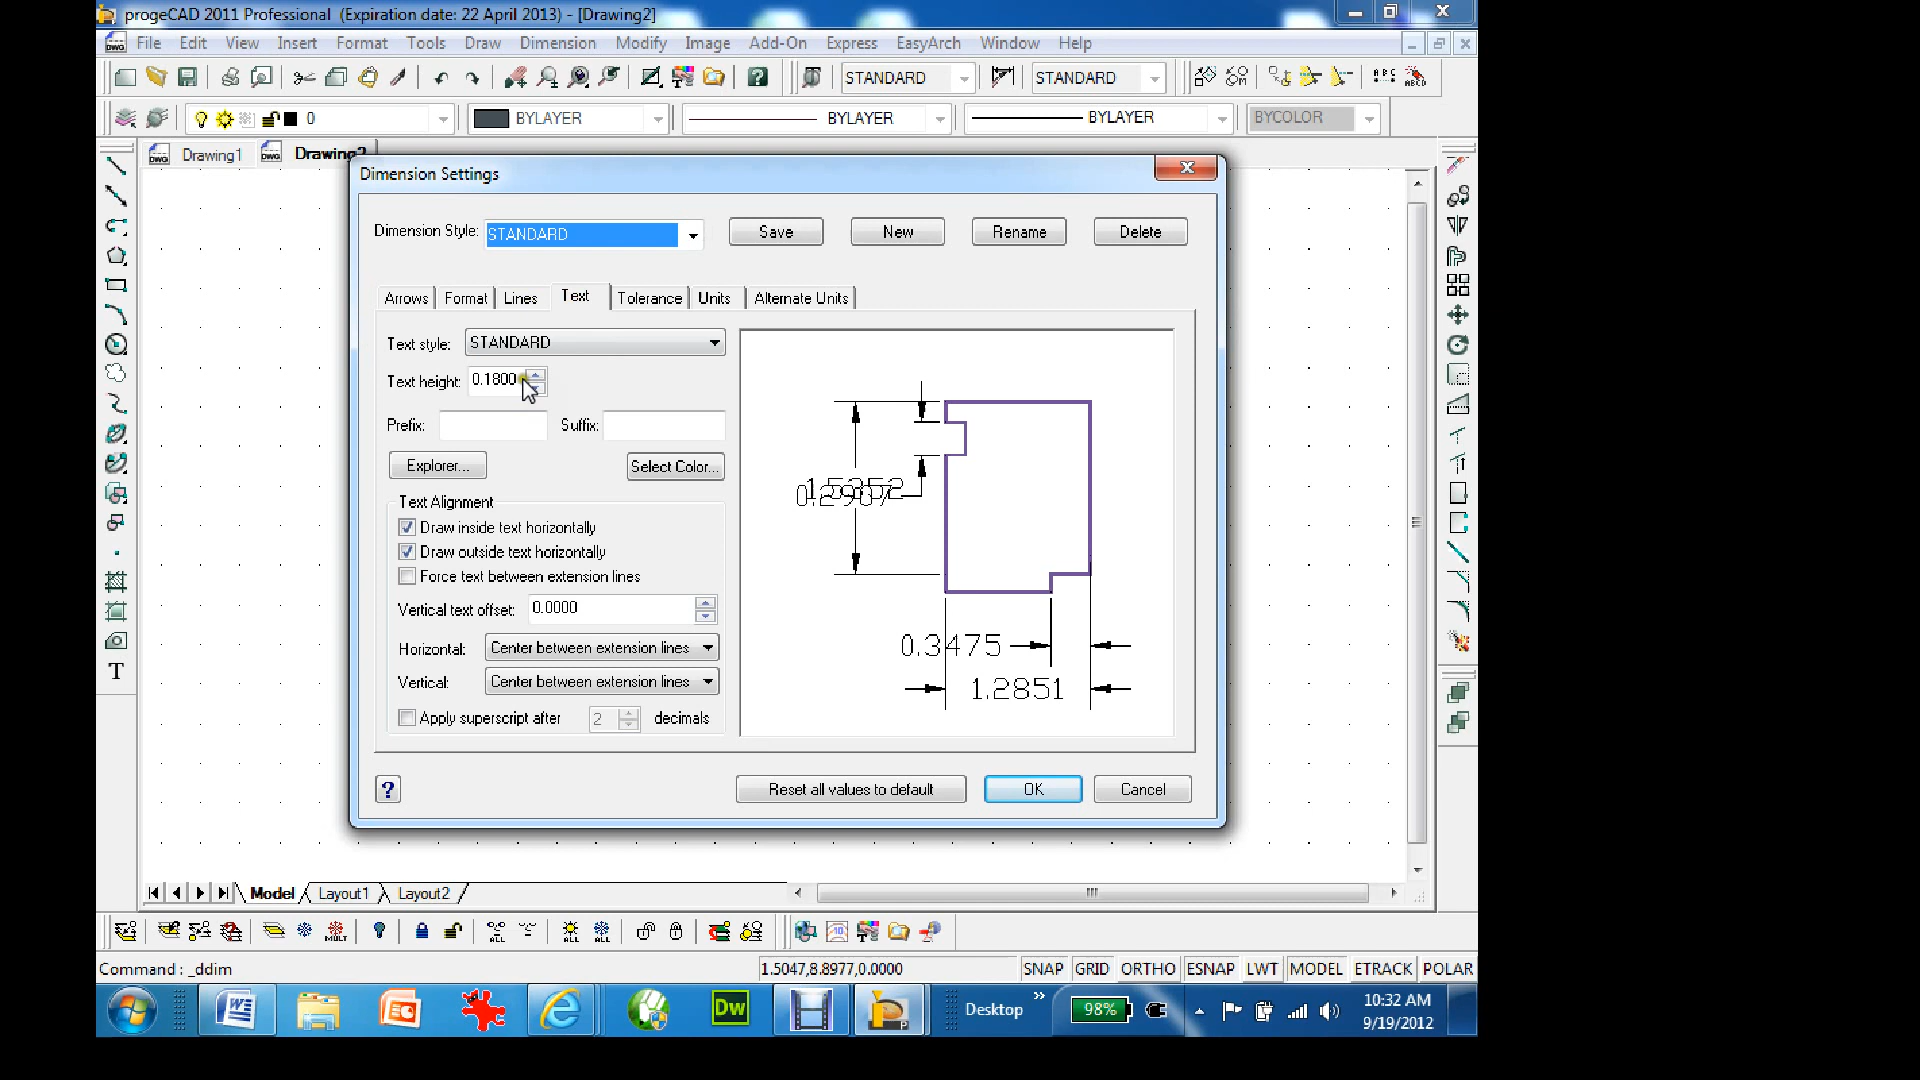 progeCAD 2011 Professional (Expiration date: 22 April 2013) - [Drawing2]
File Edit View Insert Format Tools Draw Dimension Modify Image Add-On Express EasyArch Window Help
STANDARD STANDARD
0 BYLAYER BYLAYER BYLAYER BYCOLOR
Drawing1 Drawing2
Dimension Settings
Dimension Style: STANDARD Save New Rename Delete
Arrows Format Lines Text Tolerance Units Alternate Units
Text style: STANDARD
Text height: 0.1800
Prefix: Suffix:
Explorer... Select Color...
Text Alignment
Draw inside text horizontally
Draw outside text horizontally
Force text between extension lines
Vertical text offset: 0.0000
Horizontal: Center between extension lines
Vertical: Center between extension lines
Apply superscript after 2 decimals
0.3475
1.2851
? Reset all values to default OK Cancel
Model Layout1 Layout2
Command : _ddim
1.5047,8.8977,0.0000 SNAP GRID ORTHO ESNAP LWT MODEL ETRACK POLAR
Dw Desktop 98% 10:32 AM
9/19/2012